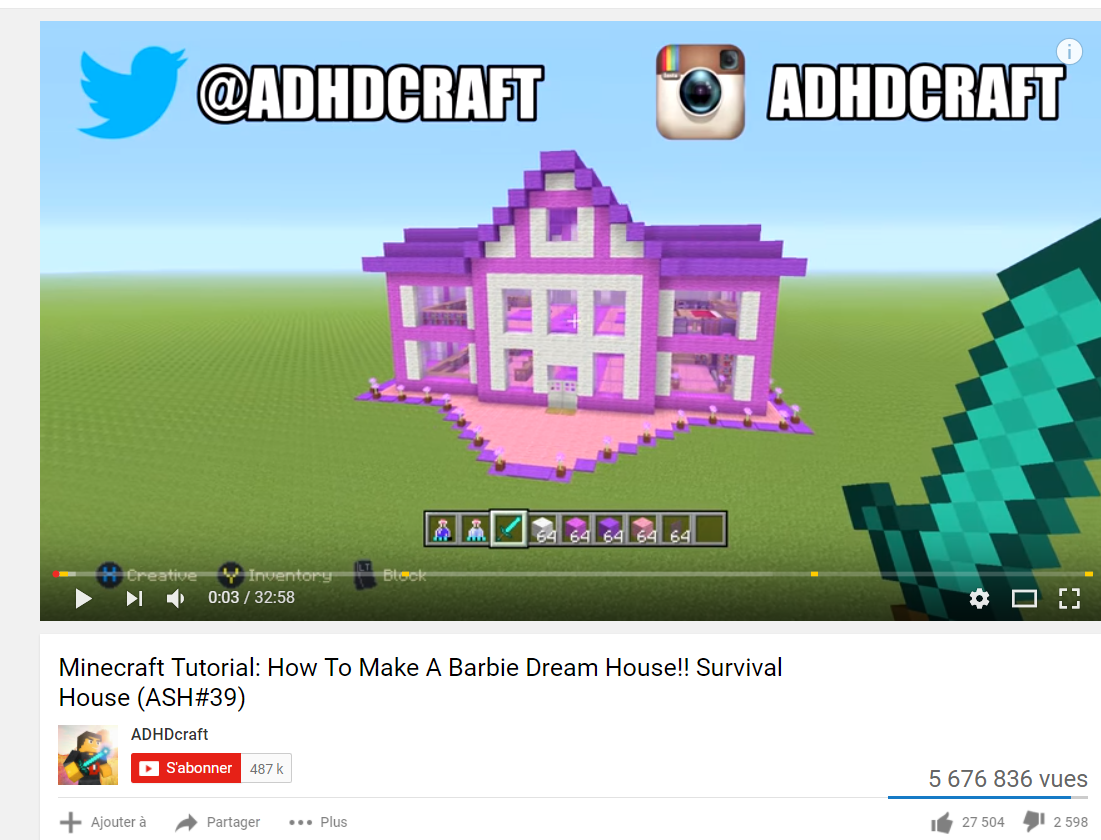 @ADHDCRAFT
ADHDCRAFT
64 64 64 64 64
H Creative Y Inventory LT Block
0:03 / 32:58
Minecraft Tutorial: How To Make A Barbie Dream House!! Survival
House (ASH#39)
ADHDcraft
S'abonner 487 k
5 676 836 vues
Ajouter à Partager Plus
27 504 2 598